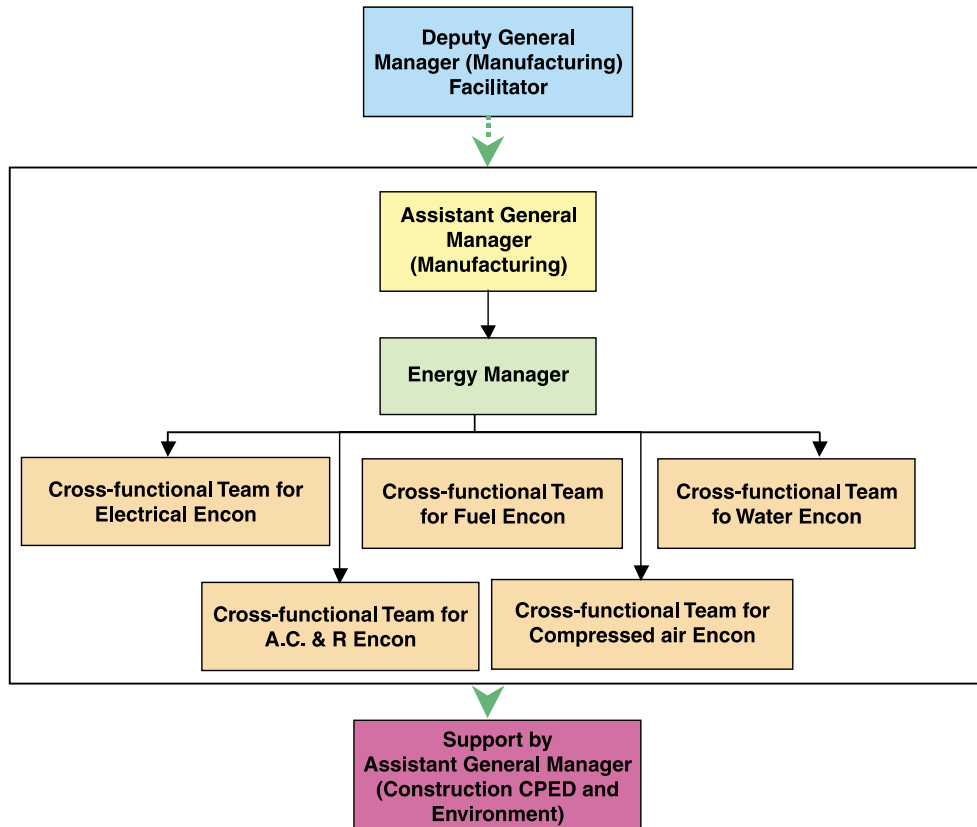 Deputy General
Manager (Manufacturing)
Facilitator
Assistant General
Manager
(Manufacturing)
Energy Manager
Cross-functional Team for
Electrical Encon
Cross-functional Team
for Fuel Encon
Cross-functional Team
fo Water Encon
Cross-functional Team for
A.C. & R Encon
Cross-functional Team for
Compressed air Encon
Support by
Assistant General Manager
(Construction CPED and
Environment)